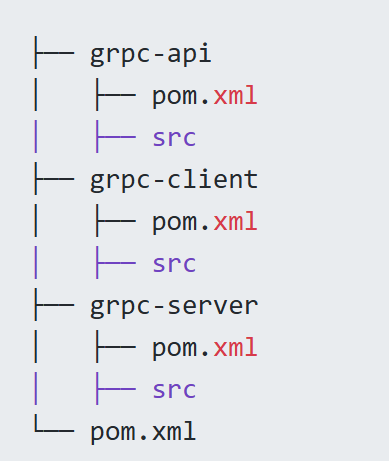 ├── grpc-api
│   ├── pom.xml
│   ├── src
├── grpc-client
│   ├── pom.xml
│   ├── src
├── grpc-server
│   ├── pom.xml
│   ├── src
└── pom.xml